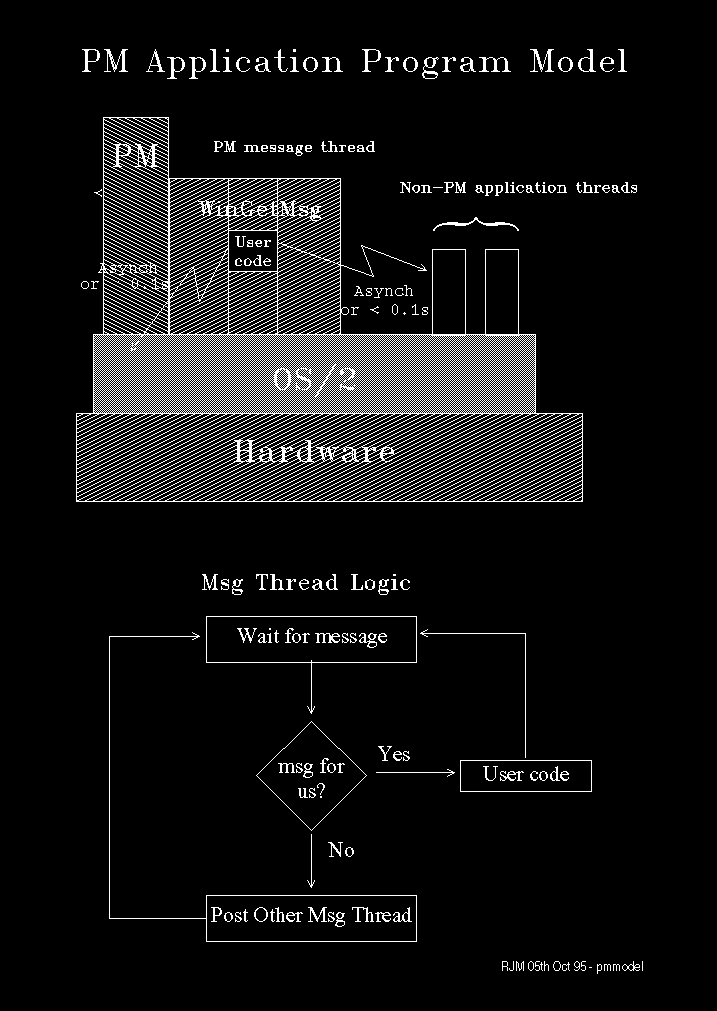 PM Application Program Model
PM
PM message thread
Non-PM application threads
WinGetMsg
User
code
Asynch
or 0.1s
Asynch
or < 0.1s
OS/2
Hardware
Msg Thread Logic
Wait for message
msg for
us?
Yes
User code
No
Post Other Msg Thread
RJM 05th Oct 95 - pmmodel